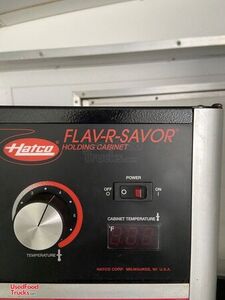 Hatco
FLAV-R-SAVOR
HOLDING CABINET
POWER
OFF
ON
O
I
CABINET TEMPERATURE
°F
TEMPERATURE
HATCO CORP. MILWAUKEE, WI U.S.A.
UsedFood
Trucks.com